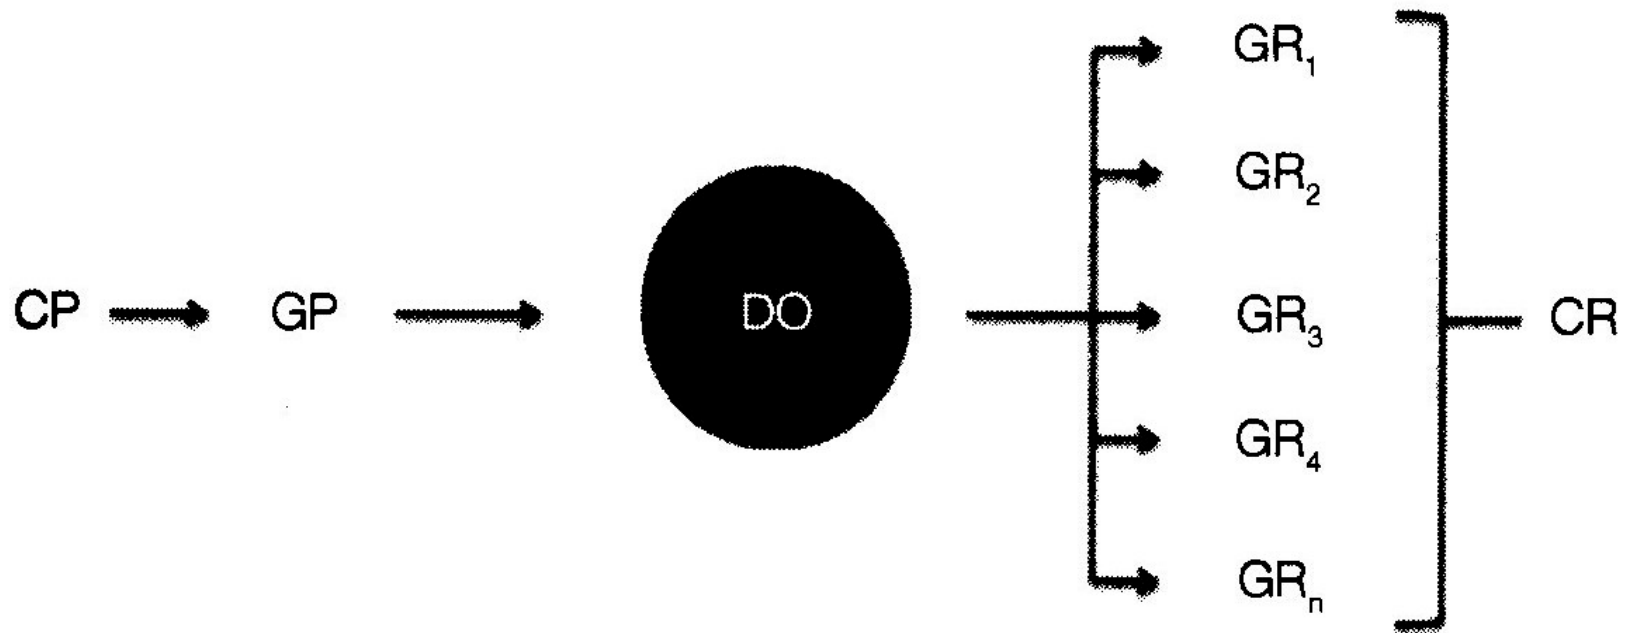 GR₁
GR₂
CP GP DO GR₃ CR
GR₄
GRₙ